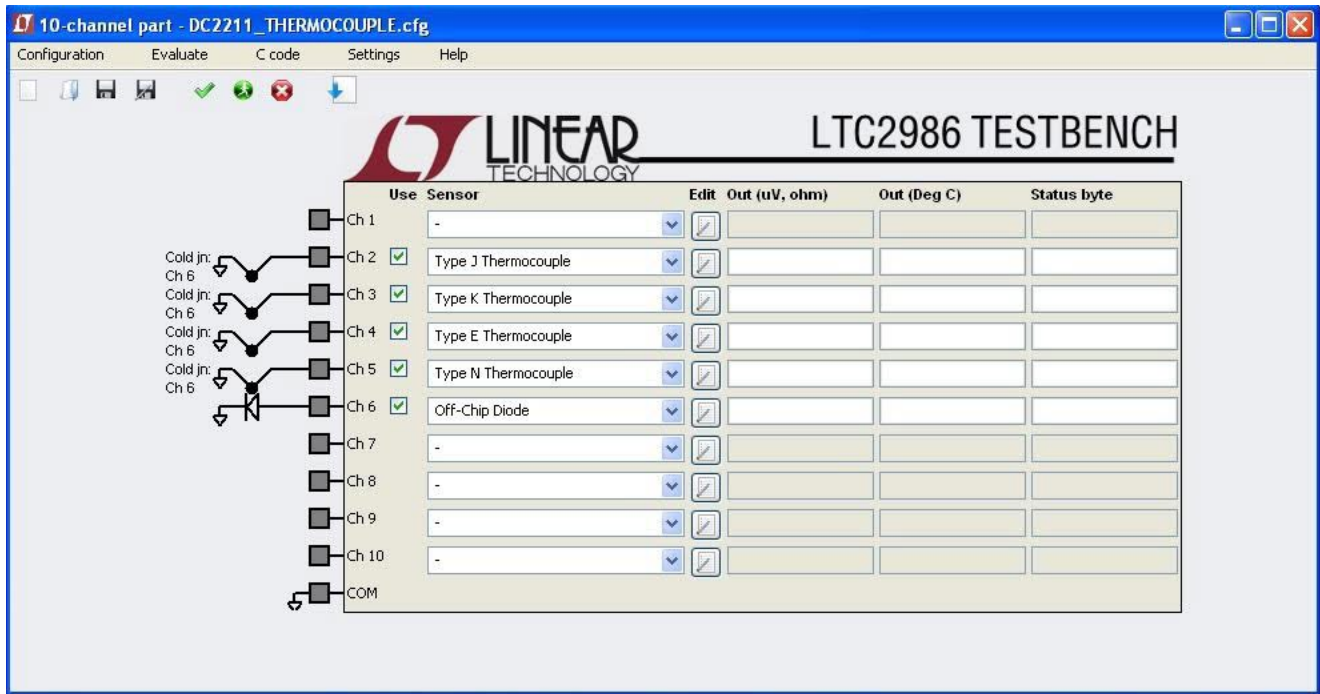 10-channel part - DC2211_THERMOCOUPLE.cfg
Configuration Evaluate C code Settings Help
LINEAR TECHNOLOGY
LTC2986 TESTBENCH
Use Sensor Edit Out (uV, ohm) Out (Deg C) Status byte
Ch 1 -
Cold jn: Ch 6 Ch 2 Type J Thermocouple
Cold jn: Ch 6 Ch 3 Type K Thermocouple
Cold jn: Ch 6 Ch 4 Type E Thermocouple
Cold jn: Ch 6 Ch 5 Type N Thermocouple
Ch 6 Off-Chip Diode
Ch 7 -
Ch 8 -
Ch 9 -
Ch 10 -
COM